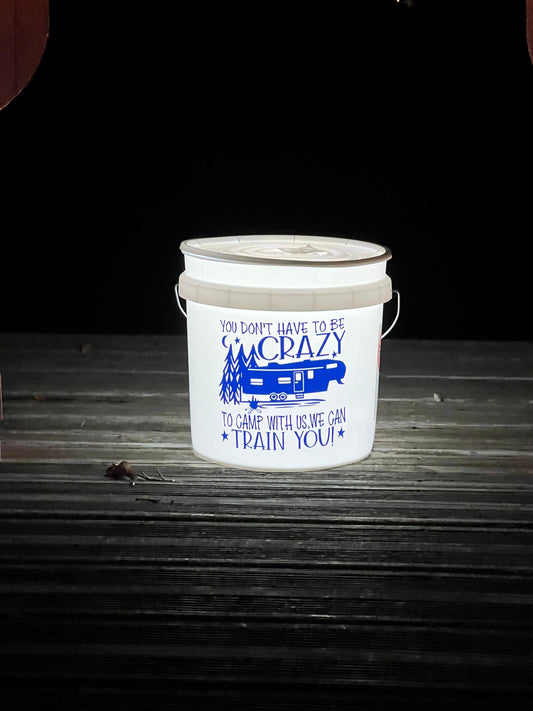 YOU DON'T HAVE TO BE
CRAZY
TO CAMP WITH US, WE CAN
TRAIN YOU!